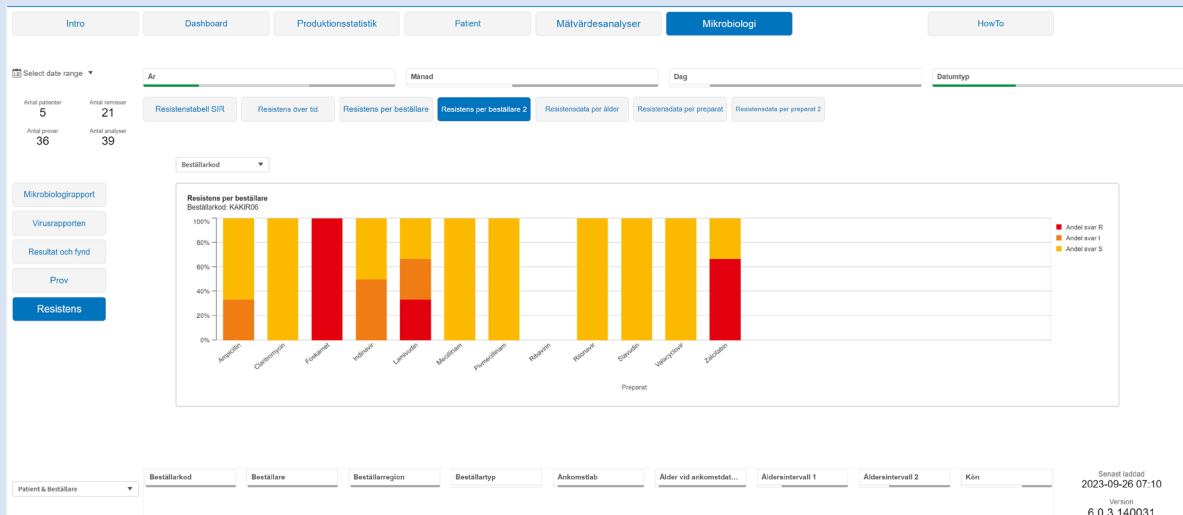 Intro
Dashboard
Produktionsstatistik
Patient
Mätvärdesanalyser
Mikrobiologi
HowTo
Select date range
År
Månad
Dag
Datumtyp
Antal patienter
Antal remisser
5
21
Antal prover
Antal analyser
36
39
Resistenstabell SIR
Resistens över tid
Resistens per beställare
Resistens per beställare 2
Resistensdata per ålder
Resistensdata per preparat
Resistensdata per preparat 2
Beställarkod
Mikrobiologirapport
Virusrapporten
Resultat och fynd
Prov
Resistens
Resistens per beställare
Beställarkod: KAKIR06
100%
80%
60%
40%
20%
0%
Ampicillin
Claritromycin
Foskarnet
Indinavir
Lamivudin
Mecillinam
Pivmecillinam
Ribavirin
Ritonavir
Stavudin
Valacyclovir
Zalcitabin
Preparat
Andel svar R
Andel svar I
Andel svar S
Patient & Beställare
Beställarkod
Beställare
Beställarregion
Beställartyp
Ankomstlab
Ålder vid ankomstdat...
Åldersintervall 1
Åldersintervall 2
Kön
Senast laddad
2023-09-26 07:10
Version
6.0.3.140031